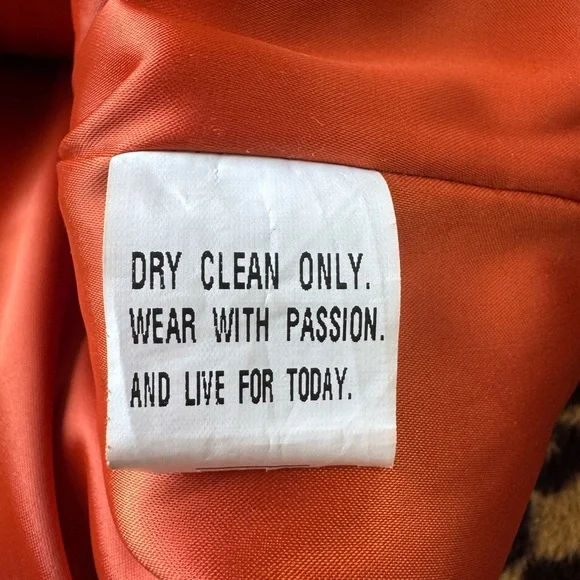 DRY CLEAN ONLY.
WEAR WITH PASSION.
AND LIVE FOR TODAY.